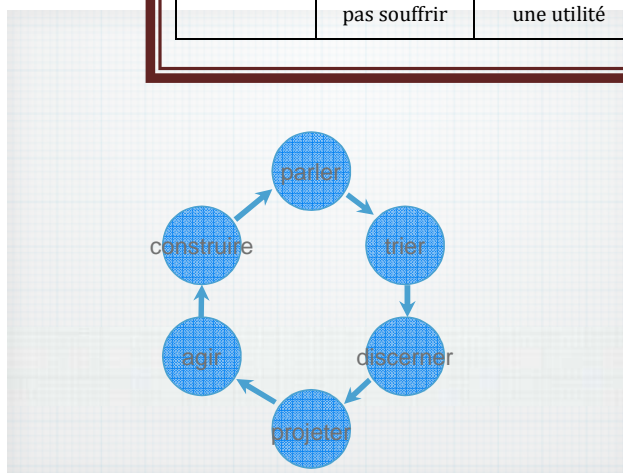 pas souffrir
une utilité
parler
construire
trier
agir
discerner
projeter